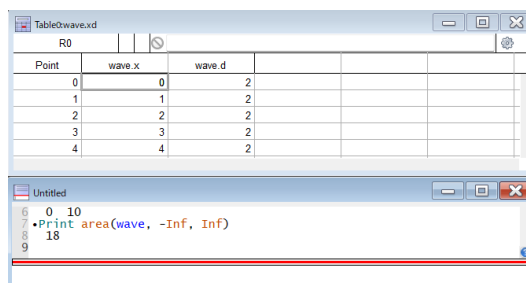 Table0:wave.xd
R0
Point wave.x wave.d
0 0 2
1 1 2
2 2 2
3 3 2
4 4 2
Untitled
6 0 10
7 •Print area(wave, -Inf, Inf)
8 18
9